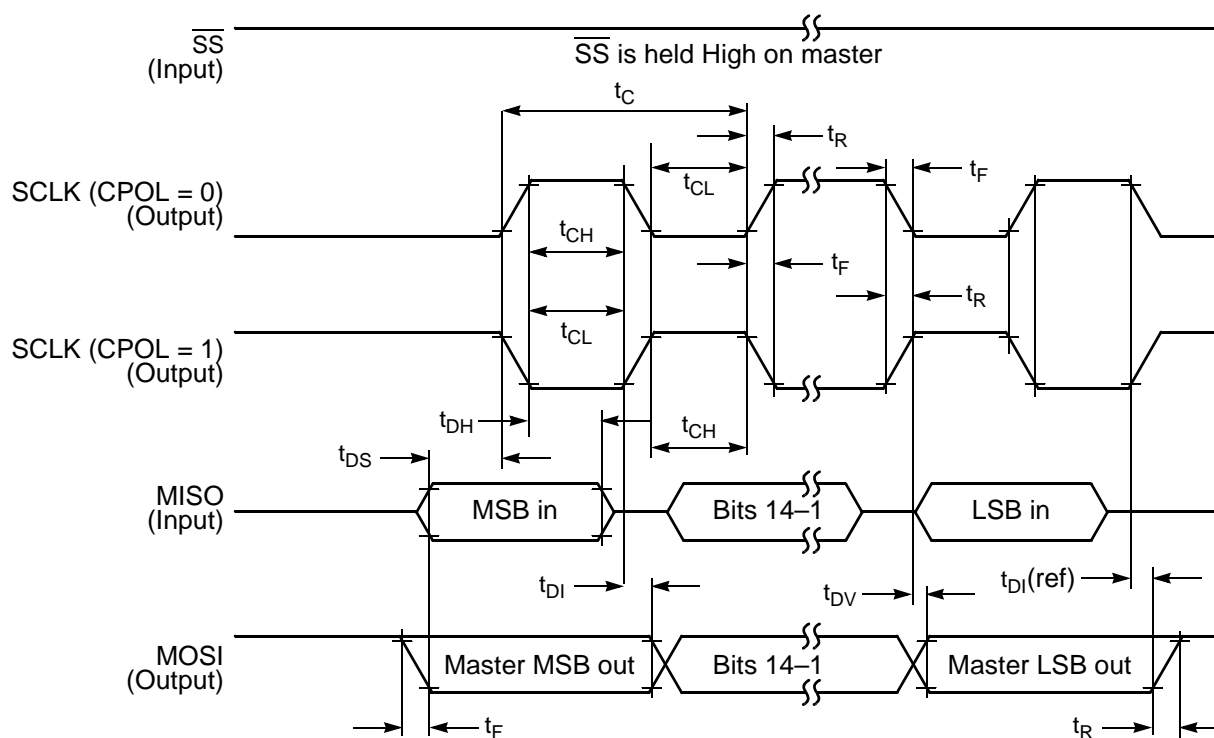 SS
(Input)
SS is held High on master
tC
tR
tF
SCLK (CPOL = 0)
(Output)
tCL
tCH
tF
tR
tCL
SCLK (CPOL = 1)
(Output)
tDH
tCH
tDS
MISO
(Input)
MSB in
Bits 14–1
LSB in
tDI
tDV
tDI(ref)
MOSI
(Output)
Master MSB out
Bits 14–1
Master LSB out
tF
tR